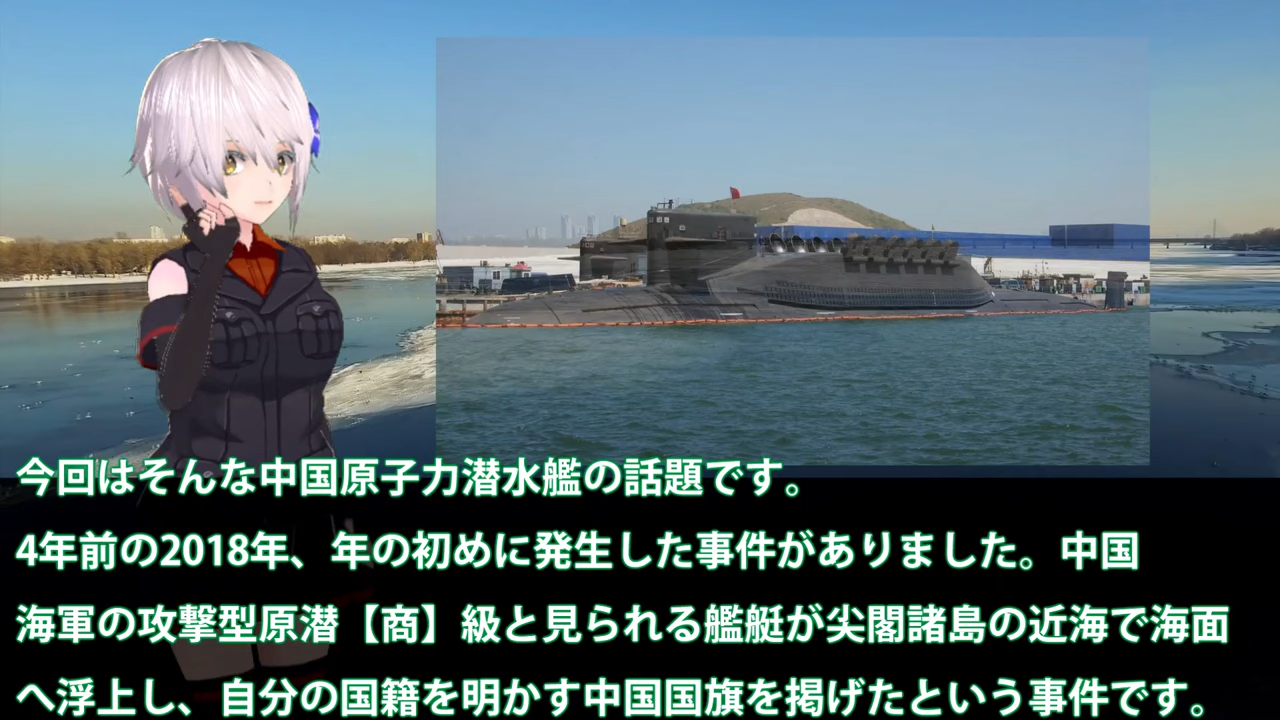 今回はそんな中国原子力潜水艦の話題です。
4年前の2018年、年の初めに発生した事件がありました。中国
海軍の攻撃型原潜【商】級と見られる艦艇が尖閣諸島の近海で海面
へ浮上し、自分の国籍を明かす中国国旗を掲げたという事件です。